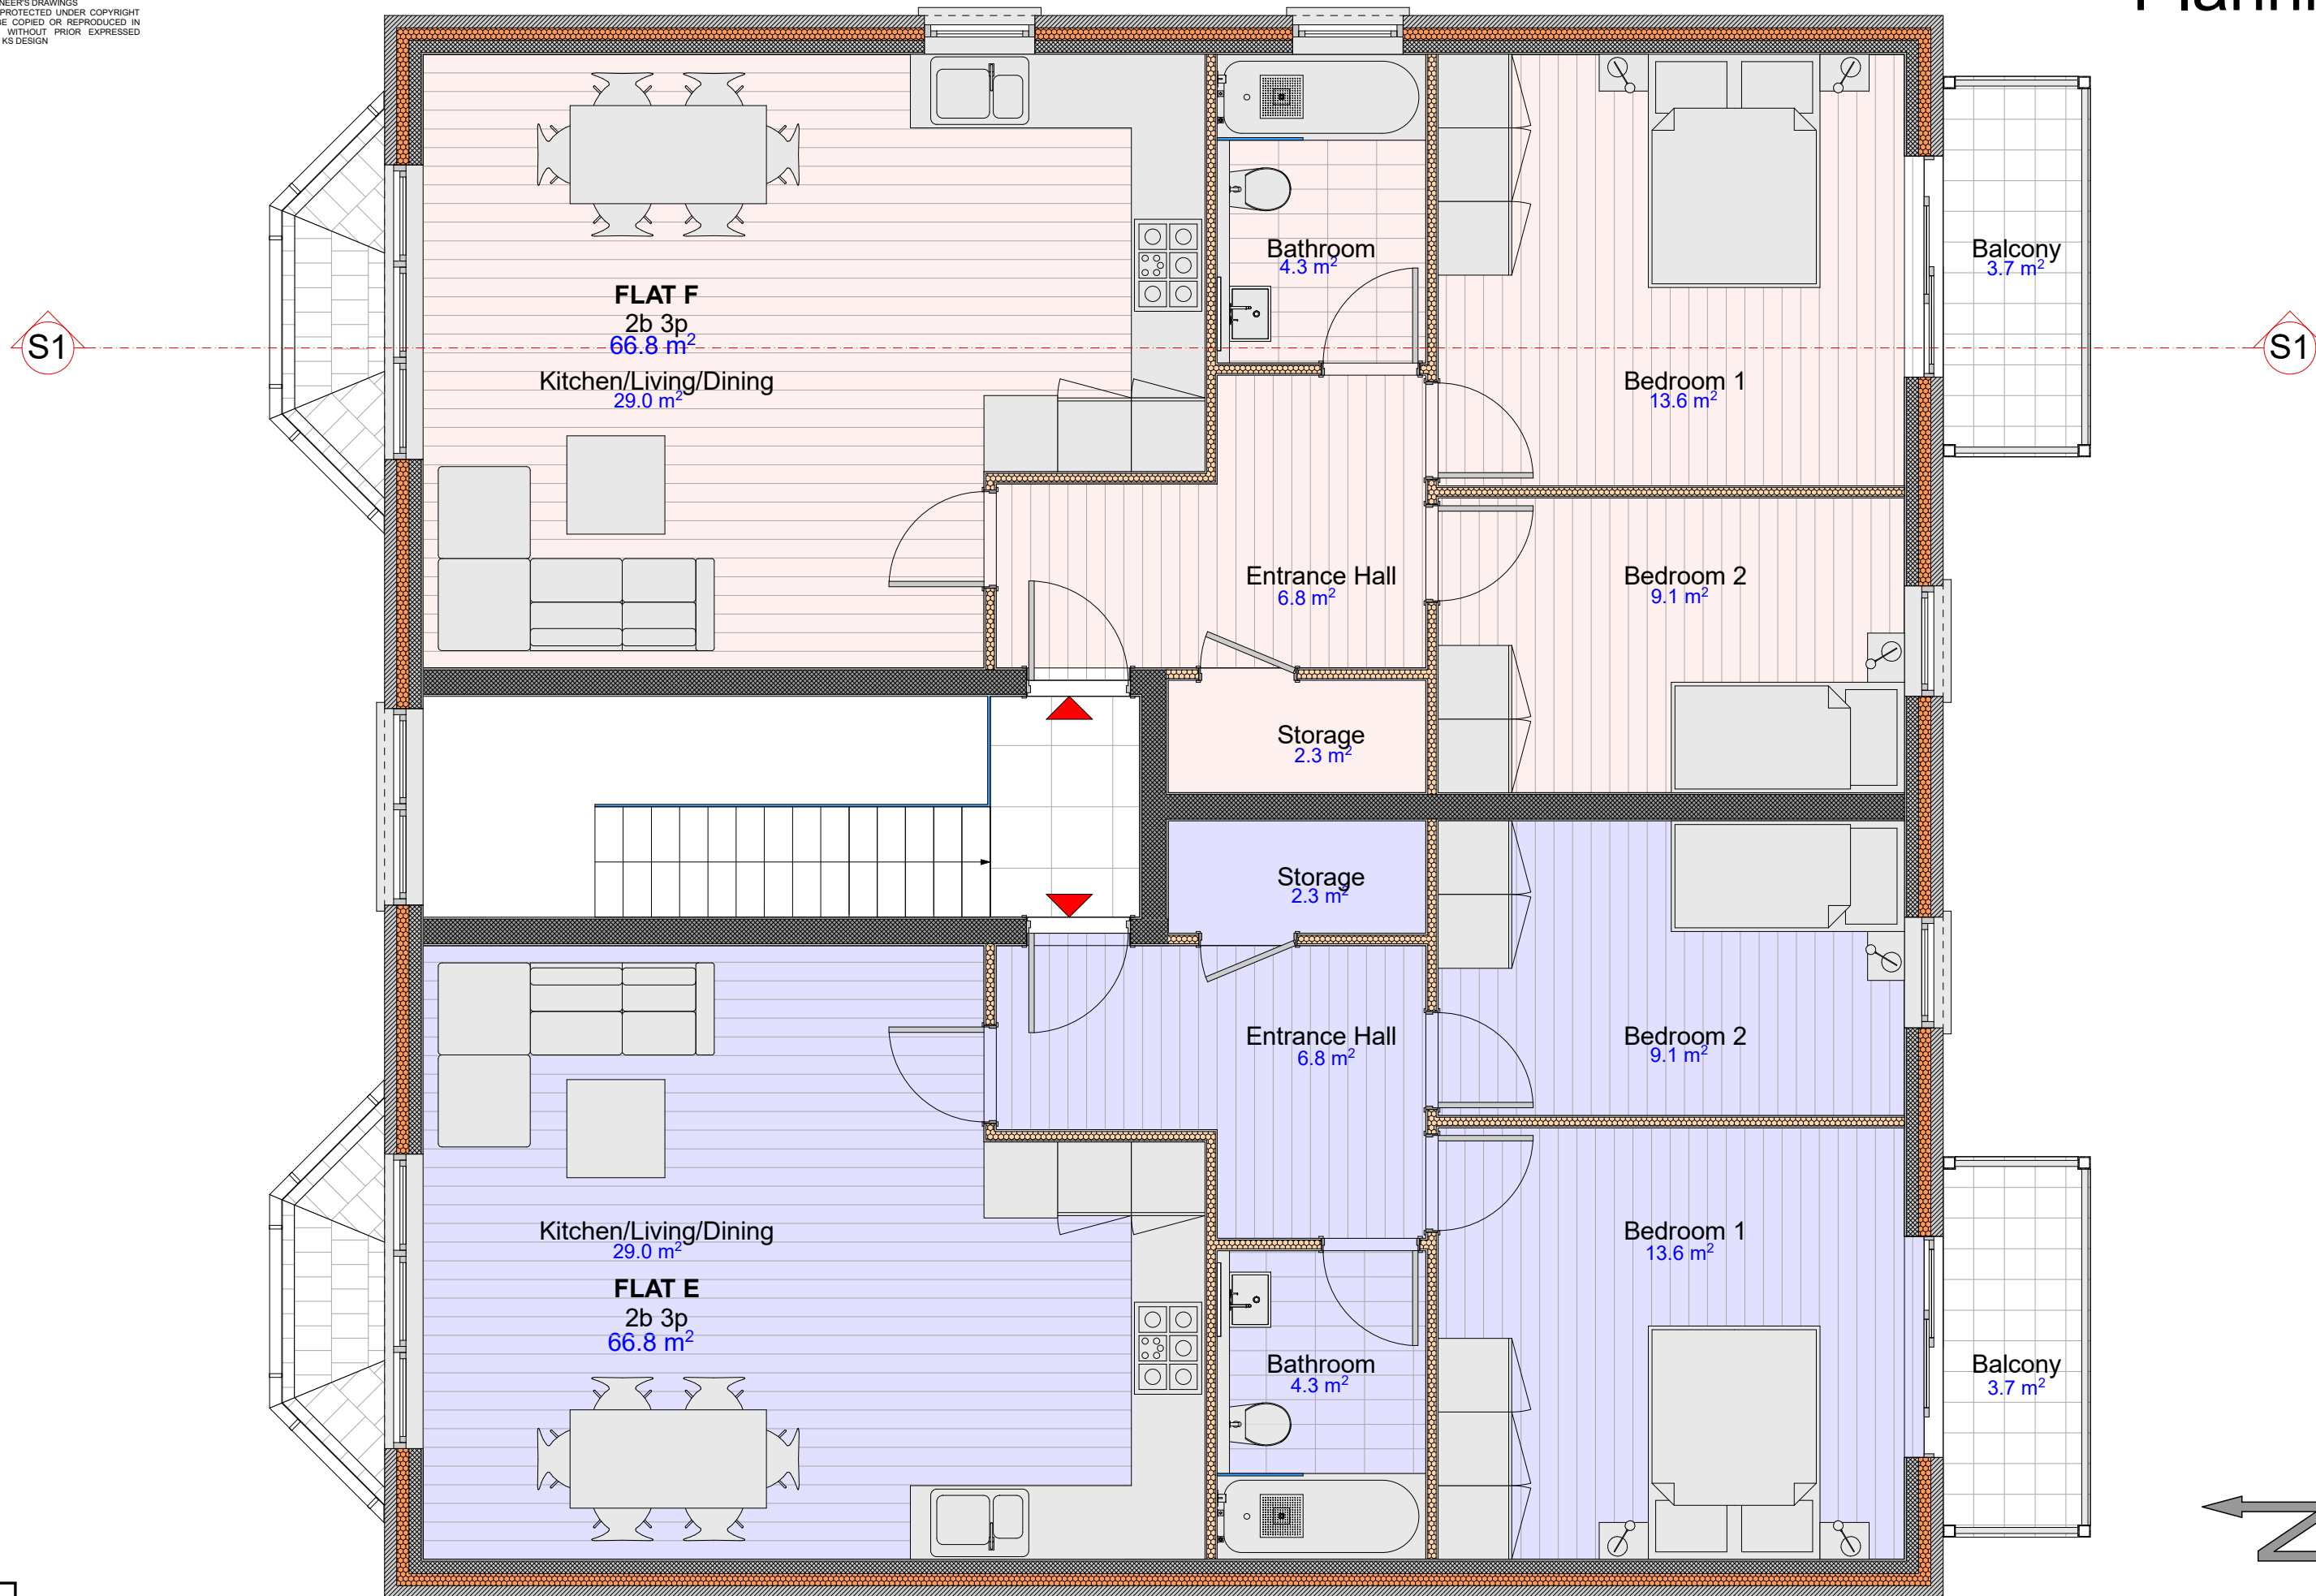 PROTECTED UNDER COPYRIGHT
BE COPIED OR REPRODUCED IN
WITHOUT PRIOR EXPRESSED
KS DESIGN
FLAT F
2b 3p
66.8 m²
Kitchen/Living/Dining
29.0 m²
Bathroom
4.3 m²
Bedroom 1
13.6 m²
Balcony
3.7 m²
S1
S1
Entrance Hall
6.8 m²
Bedroom 2
9.1 m²
Storage
2.3 m²
Storage
2.3 m²
Entrance Hall
6.8 m²
Bedroom 2
9.1 m²
Kitchen/Living/Dining
29.0 m²
FLAT E
2b 3p
66.8 m²
Bathroom
4.3 m²
Bedroom 1
13.6 m²
Balcony
3.7 m²
N